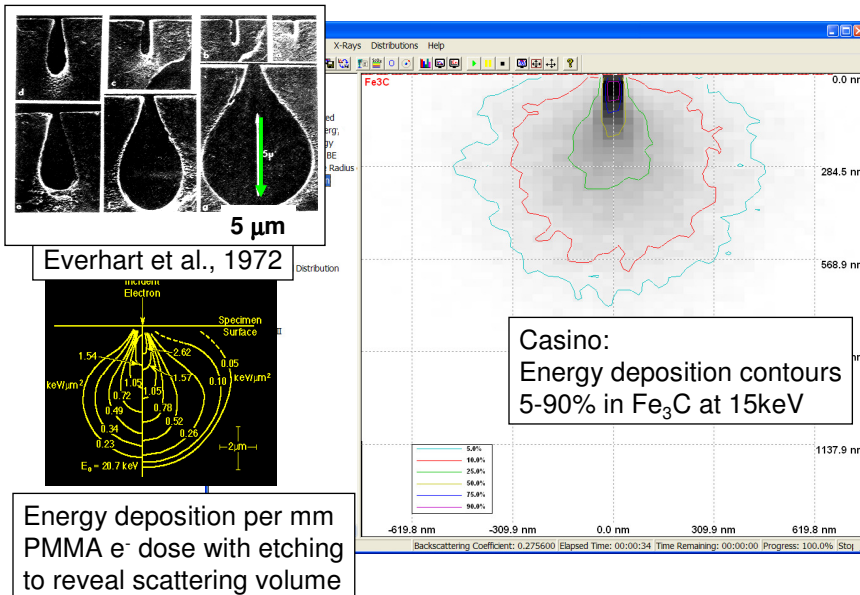 X-Rays Distributions Help
d
c
b
e
f
g
5µ
5 µm
Everhart et al., 1972
BE
Radius
Distribution
Incident
Electron
Specimen
Surface
1.54
2.62
0.05
keV/µm²
1.05
1.05
1.57
0.10
keV/µm²
0.72
0.78
0.49
0.52
0.34
0.26
0.23
2µm
E₀ = 20.7 keV
Energy deposition per mm
PMMA e⁻ dose with etching
to reveal scattering volume
Fe3C
0.0 nm
284.5 nm
568.9 nm
Casino:
Energy deposition contours
5-90% in Fe₃C at 15keV
1137.9 nm
5.0%
10.0%
25.0%
50.0%
75.0%
90.0%
-619.8 nm -309.9 nm 0.0 nm 309.9 nm 619.8 nm
Backscattering Coefficient: 0.275600 Elapsed Time: 00:00:34 Time Remaining: 00:00:00 Progress: 100.0%